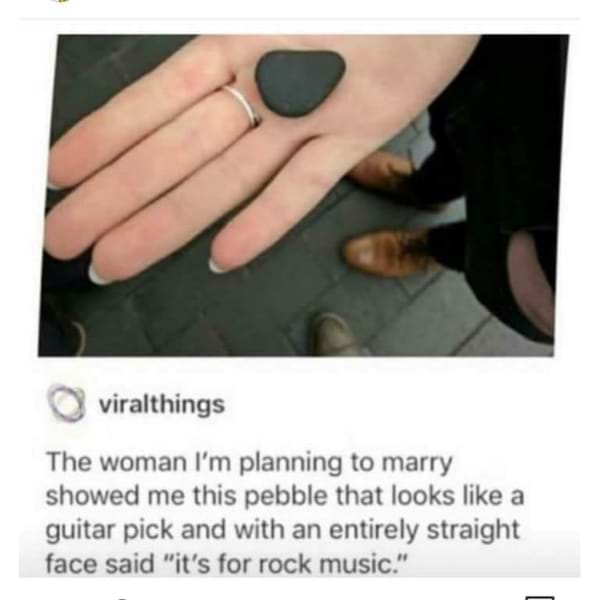 viralthings
The woman I'm planning to marry
showed me this pebble that looks like a
guitar pick and with an entirely straight
face said "it's for rock music."